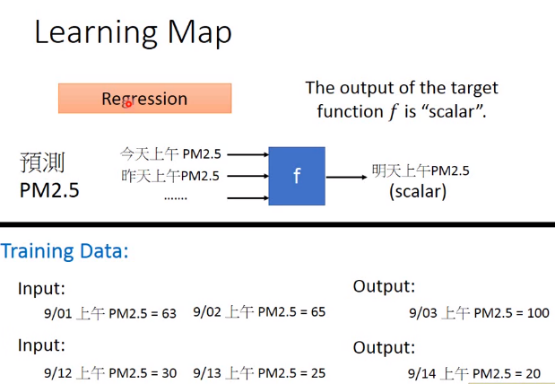 Learning Map
Regression
The output of the target
function f is “scalar”.
預測
PM2.5
今天上午 PM2.5
昨天上午PM2.5
.......
f
明天上午PM2.5
(scalar)
Training Data:
Input:
9/01 上午 PM2.5 = 63 9/02 上午 PM2.5 = 65
Output:
9/03 上午 PM2.5 = 100
Input:
9/12 上午 PM2.5 = 30 9/13 上午 PM2.5 = 25
Output:
9/14 上午 PM2.5 = 20